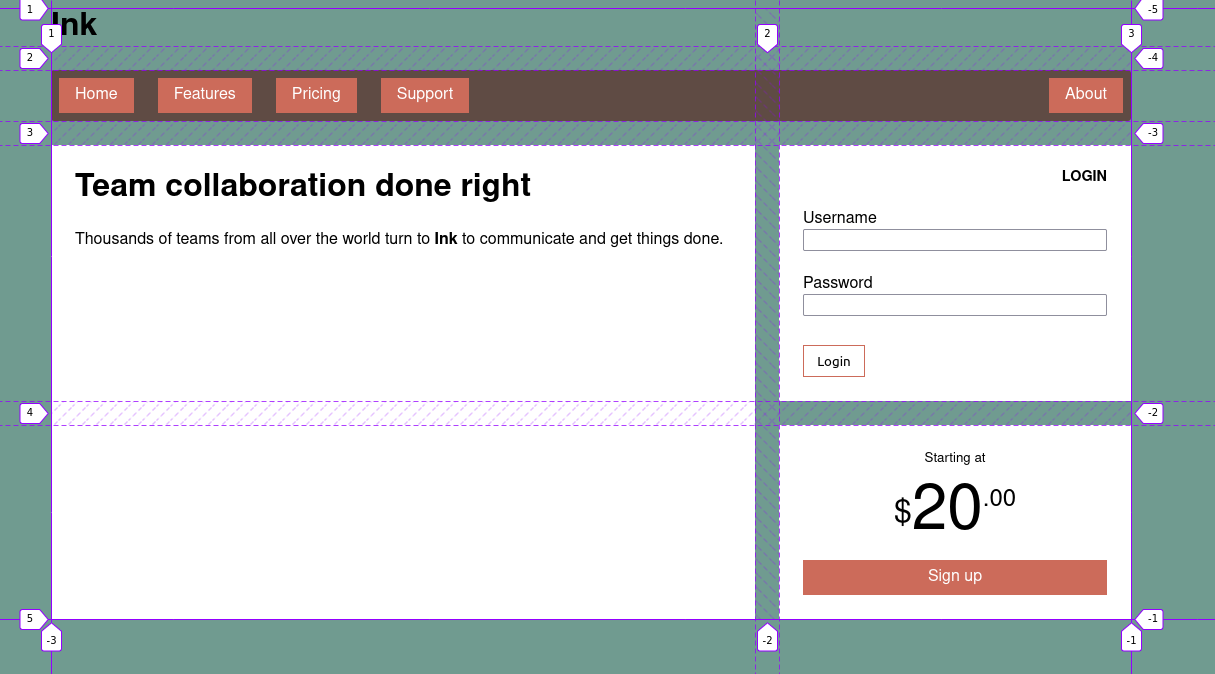 1 -5
Ink
1 2 3
2 -4
Home Features Pricing Support About
3 -3
Team collaboration done right
Thousands of teams from all over the world turn to Ink to communicate and get things done.
LOGIN
Username
Password
Login
4 -2
Starting at
$20.00
Sign up
5 -1
-3 -2 -1